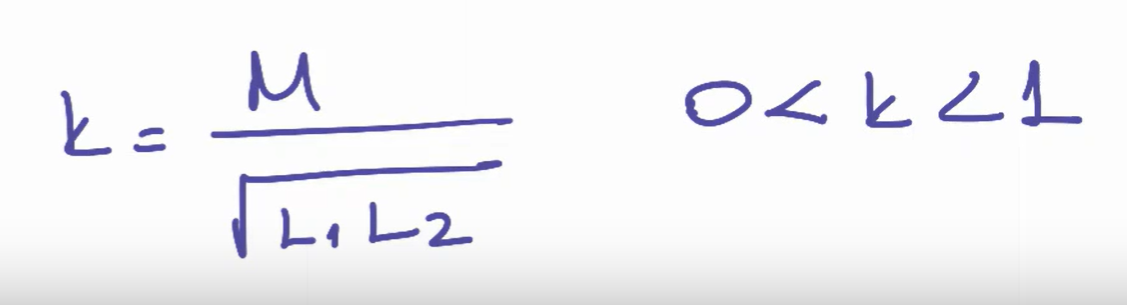 k = M / √(L₁ L₂)    0 < k < 1